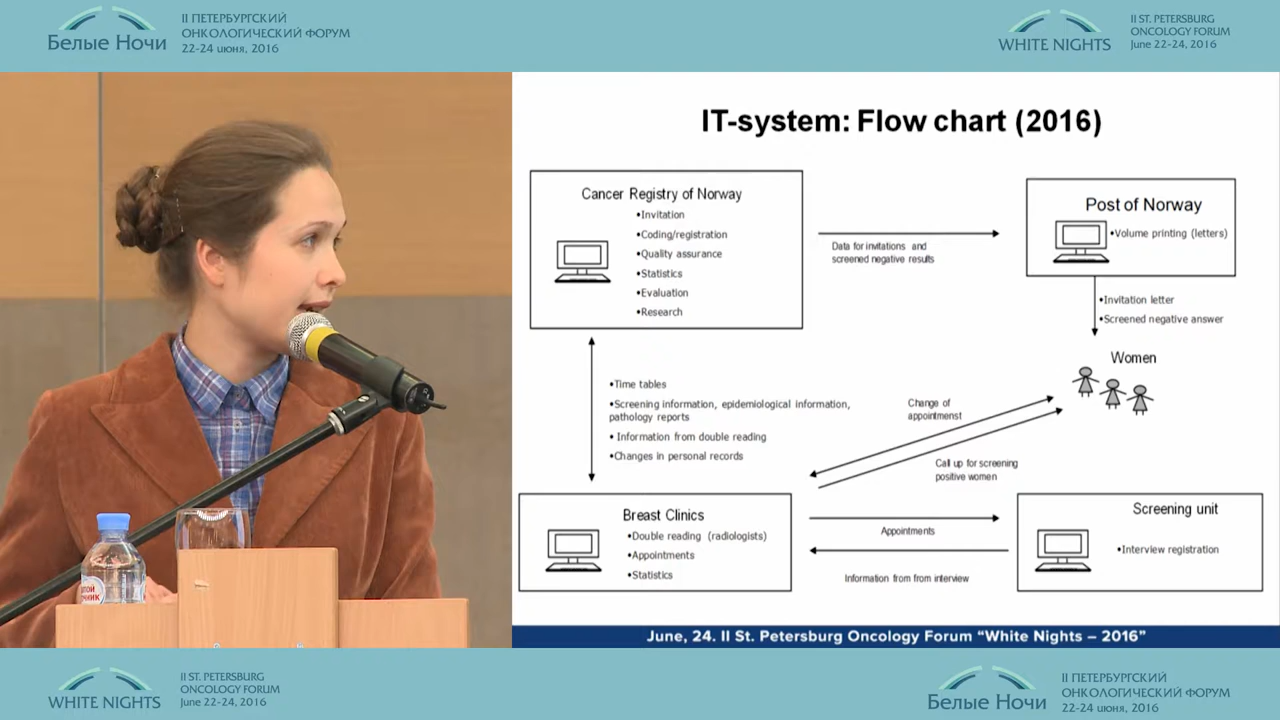 II ПЕТЕРБУРГСКИЙ
ОНКОЛОГИЧЕСКИЙ ФОРУМ
Белые Ночи
22-24 июня, 2016
II ST. PETERSBURG
ONCOLOGY FORUM
WHITE NIGHTS
June 22-24, 2016
IT-system: Flow chart (2016)
Cancer Registry of Norway
•Invitation
•Coding/registration
•Quality assurance
•Statistics
•Evaluation
•Research
Data for invitations and
screened negative results
Post of Norway
•Volume printing (letters)
•Invitation letter
•Screened negative answer
Women
•Time tables
•Screening information, epidemiological information,
pathology reports
• Information from double reading
•Changes in personal records
Change of
appointmenst
Call up for screening
positive women
Breast Clinics
•Double reading (radiologists)
•Appointments
•Statistics
Appointments
Information from from interview
Screening unit
•Interview registration
June, 24. II St. Petersburg Oncology Forum “White Nights – 2016”
II ST. PETERSBURG
ONCOLOGY FORUM
WHITE NIGHTS
June 22-24, 2016
II ПЕТЕРБУРГСКИЙ
ОНКОЛОГИЧЕСКИЙ ФОРУМ
Белые Ночи
22-24 июня, 2016